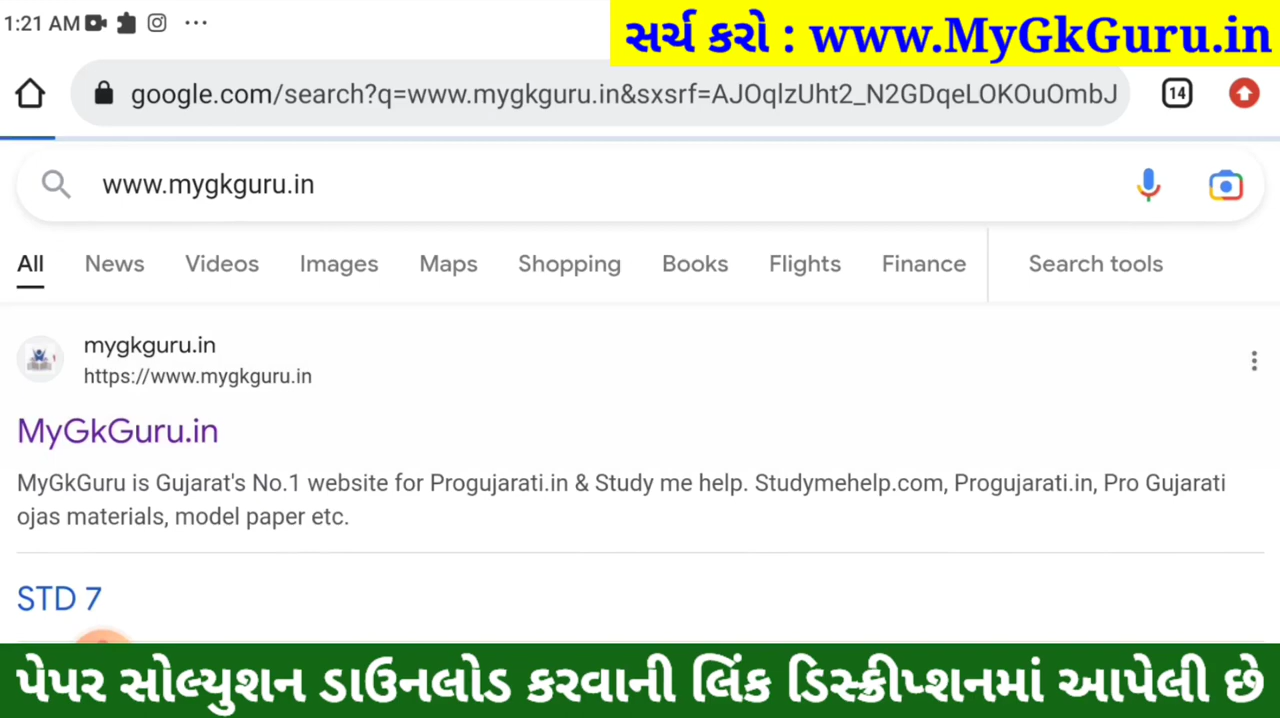 1:21 AM
સર્ચ કરો : www.MyGkGuru.in
google.com/search?q=www.mygkguru.in&sxsrf=AJOqlzUht2_N2GDqeLOKOuOmbJ
14
www.mygkguru.in
All News Videos Images Maps Shopping Books Flights Finance Search tools
mygkguru.in
https://www.mygkguru.in
MyGkGuru.in
MyGkGuru is Gujarat's No.1 website for Progujarati.in & Study me help. Studymehelp.com, Progujarati.in, Pro Gujarati
ojas materials, model paper etc.
STD 7
પેપર સોલ્યુશન ડાઉનલોડ કરવાની લિંક ડિસ્ક્રીપ્શનમાં આપેલી છે